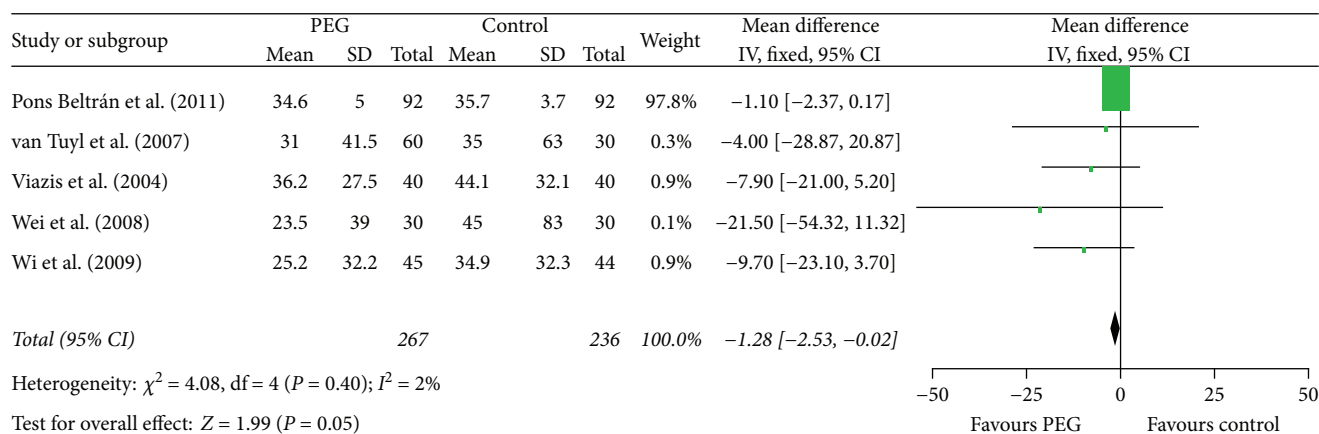 PEG Control Mean difference Mean difference
Study or subgroup Weight
Mean SD Total Mean SD Total IV, fixed, 95% CI IV, fixed, 95% CI
Pons Beltrán et al. (2011) 34.6 5 92 35.7 3.7 92 97.8% −1.10 [−2.37, 0.17]
van Tuyl et al. (2007) 31 41.5 60 35 63 30 0.3% −4.00 [−28.87, 20.87]
Viazis et al. (2004) 36.2 27.5 40 44.1 32.1 40 0.9% −7.90 [−21.00, 5.20]
Wei et al. (2008) 23.5 39 30 45 83 30 0.1% −21.50 [−54.32, 11.32]
Wi et al. (2009) 25.2 32.2 45 34.9 32.3 44 0.9% −9.70 [−23.10, 3.70]
Total (95% CI) 267 236 100.0% −1.28 [−2.53, −0.02]
Heterogeneity: χ² = 4.08, df = 4 (P = 0.40); I² = 2%
−50 −25 0 25 50
Test for overall effect: Z = 1.99 (P = 0.05)
Favours PEG Favours control